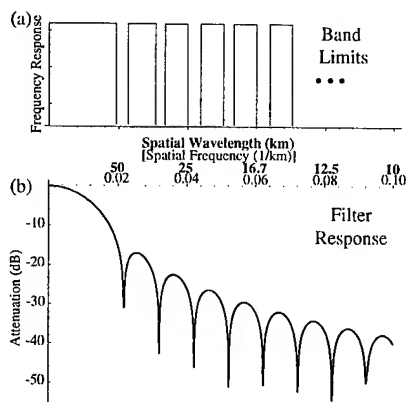 (a)
Frequency Response
Band
Limits
•••
Spatial Wavelength (km)
[Spatial Frequency (1/km)]
50 25 16.7 12.5 10
0.02 0.04 0.06 0.08 0.10
(b)
Filter
Response
Attenuation (dB)
-10
-20
-30
-40
-50